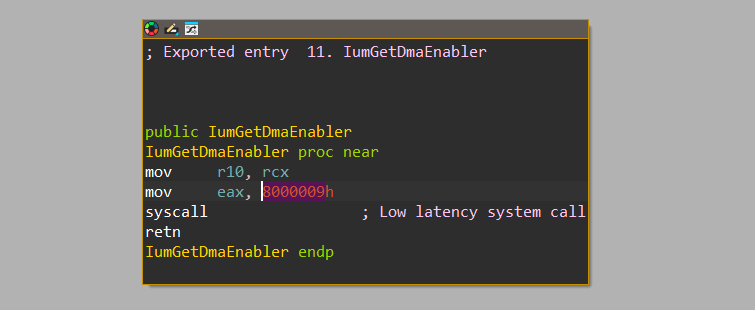 ; Exported entry  11. IumGetDmaEnabler
public IumGetDmaEnabler
IumGetDmaEnabler proc near
mov     r10, rcx
mov     eax, 8000009h
syscall                 ; Low latency system call
retn
IumGetDmaEnabler endp